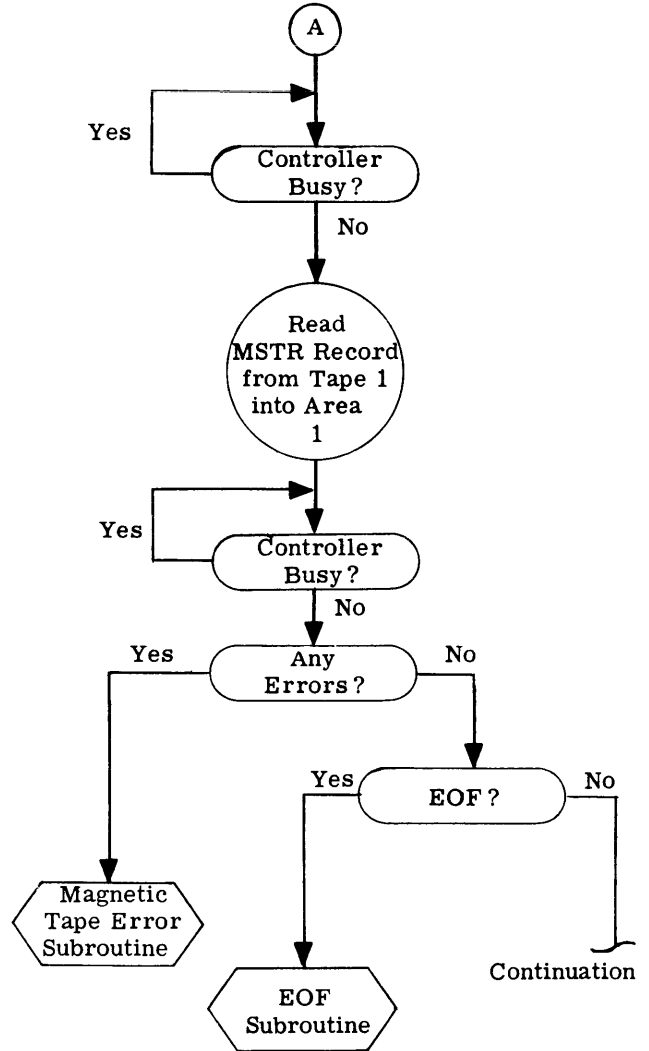 A
Yes
Controller
Busy?
No
Read
MSTR Record
from Tape 1
into Area
1
Yes
Controller
Busy?
No
Yes
Any
Errors?
No
Yes
EOF?
No
Magnetic
Tape Error
Subroutine
EOF
Subroutine
Continuation